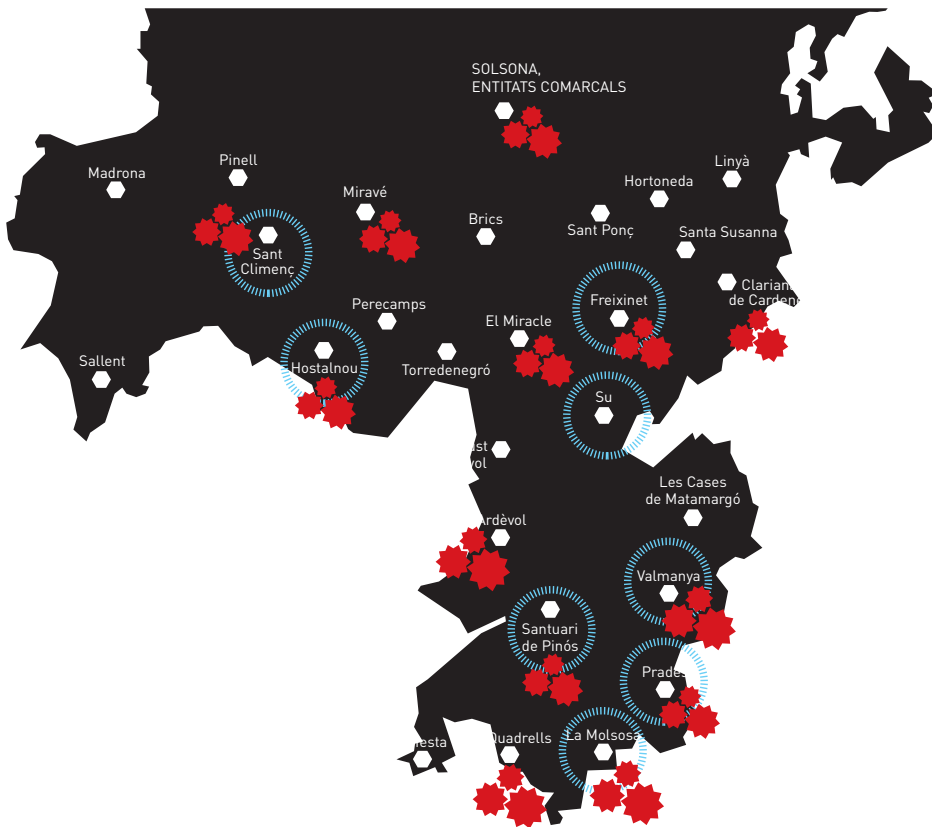 SOLSONA,
ENTITATS COMARCALS
Pinell
Linyà
Madrona
Hortoneda
Miravé
Brics
Sant Ponç
Santa Susanna
Sant
Climenç
Freixinet
Perecamps
El Miracle
Sallent
Hostalnou
Torredenegró
Su
Les Cases
de Matamargó
Ardèvol
Valmanya
Santuari
de Pinós
Prades
La Molsosa
Quadrells